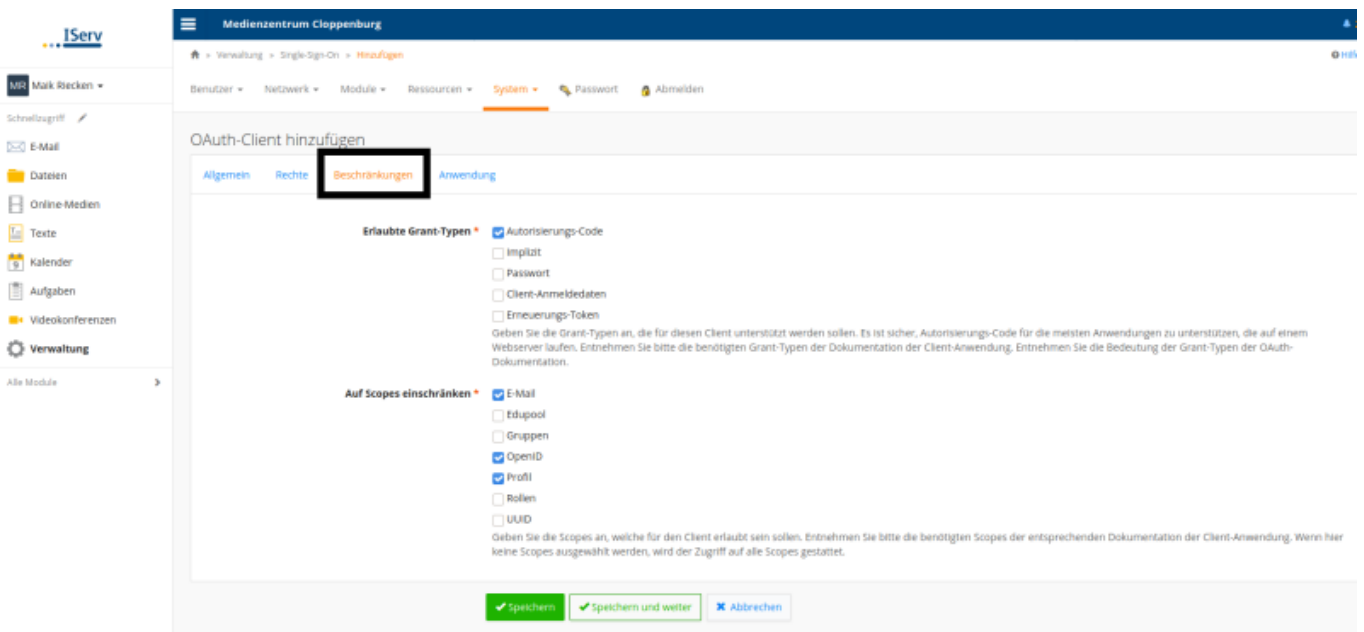 IServ
Medienzentrum Cloppenburg
» Verwaltung » Single-Sign-On » Hinzufügen
Hilfe
MR Maik Riecken
Benutzer Netzwerk Module Ressourcen System Passwort Abmelden
Schnellzugriff
E-Mail
Dateien
Online-Medien
Texte
Kalender
Aufgaben
Videokonferenzen
Verwaltung
Alle Module
OAuth-Client hinzufügen
Allgemein Rechte Beschränkungen Anwendung
Erlaubte Grant-Typen *
Autorisierungs-Code
Implizit
Passwort
Client-Anmeldedaten
Erneuerungs-Token
Geben Sie die Grant-Typen an, die für diesen Client unterstützt werden sollen. Es ist sicher, Autorisierungs-Code für die meisten Anwendungen zu unterstützen, die auf einem
Webserver laufen. Entnehmen Sie bitte die benötigten Grant-Typen der Dokumentation der Client-Anwendung. Entnehmen Sie die Bedeutung der Grant-Typen der OAuth-
Dokumentation.
Auf Scopes einschränken *
E-Mail
Edupool
Gruppen
OpenID
Profil
Rollen
UUID
Geben Sie die Scopes an, welche für den Client erlaubt sein sollen. Entnehmen Sie bitte die benötigten Scopes der entsprechenden Dokumentation der Client-Anwendung. Wenn hier
keine Scopes ausgewählt werden, wird der Zugriff auf alle Scopes gestattet.
Speichern Speichern und weiter Abbrechen